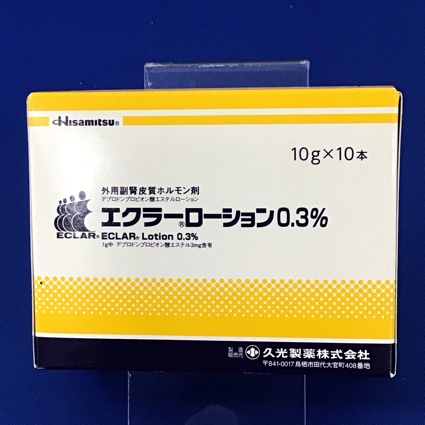 Hisamitsu®
10g×10本
外用副腎皮質ホルモン剤
デプロドンプロピオン酸エステルローション
エクラー®ローション0.3%
ECLAR® ECLAR® Lotion 0.3%
1g中 デプロドンプロピオン酸エステル3mg含有
製造販売元 久光製薬株式会社
〒841-0017 鳥栖市田代大官町408番地